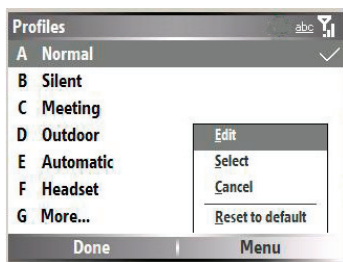 Profiles abc
A Normal
B Silent
C Meeting
D Outdoor
E Automatic
F Headset
G More...
Edit
Select
Cancel
Reset to default
Done Menu